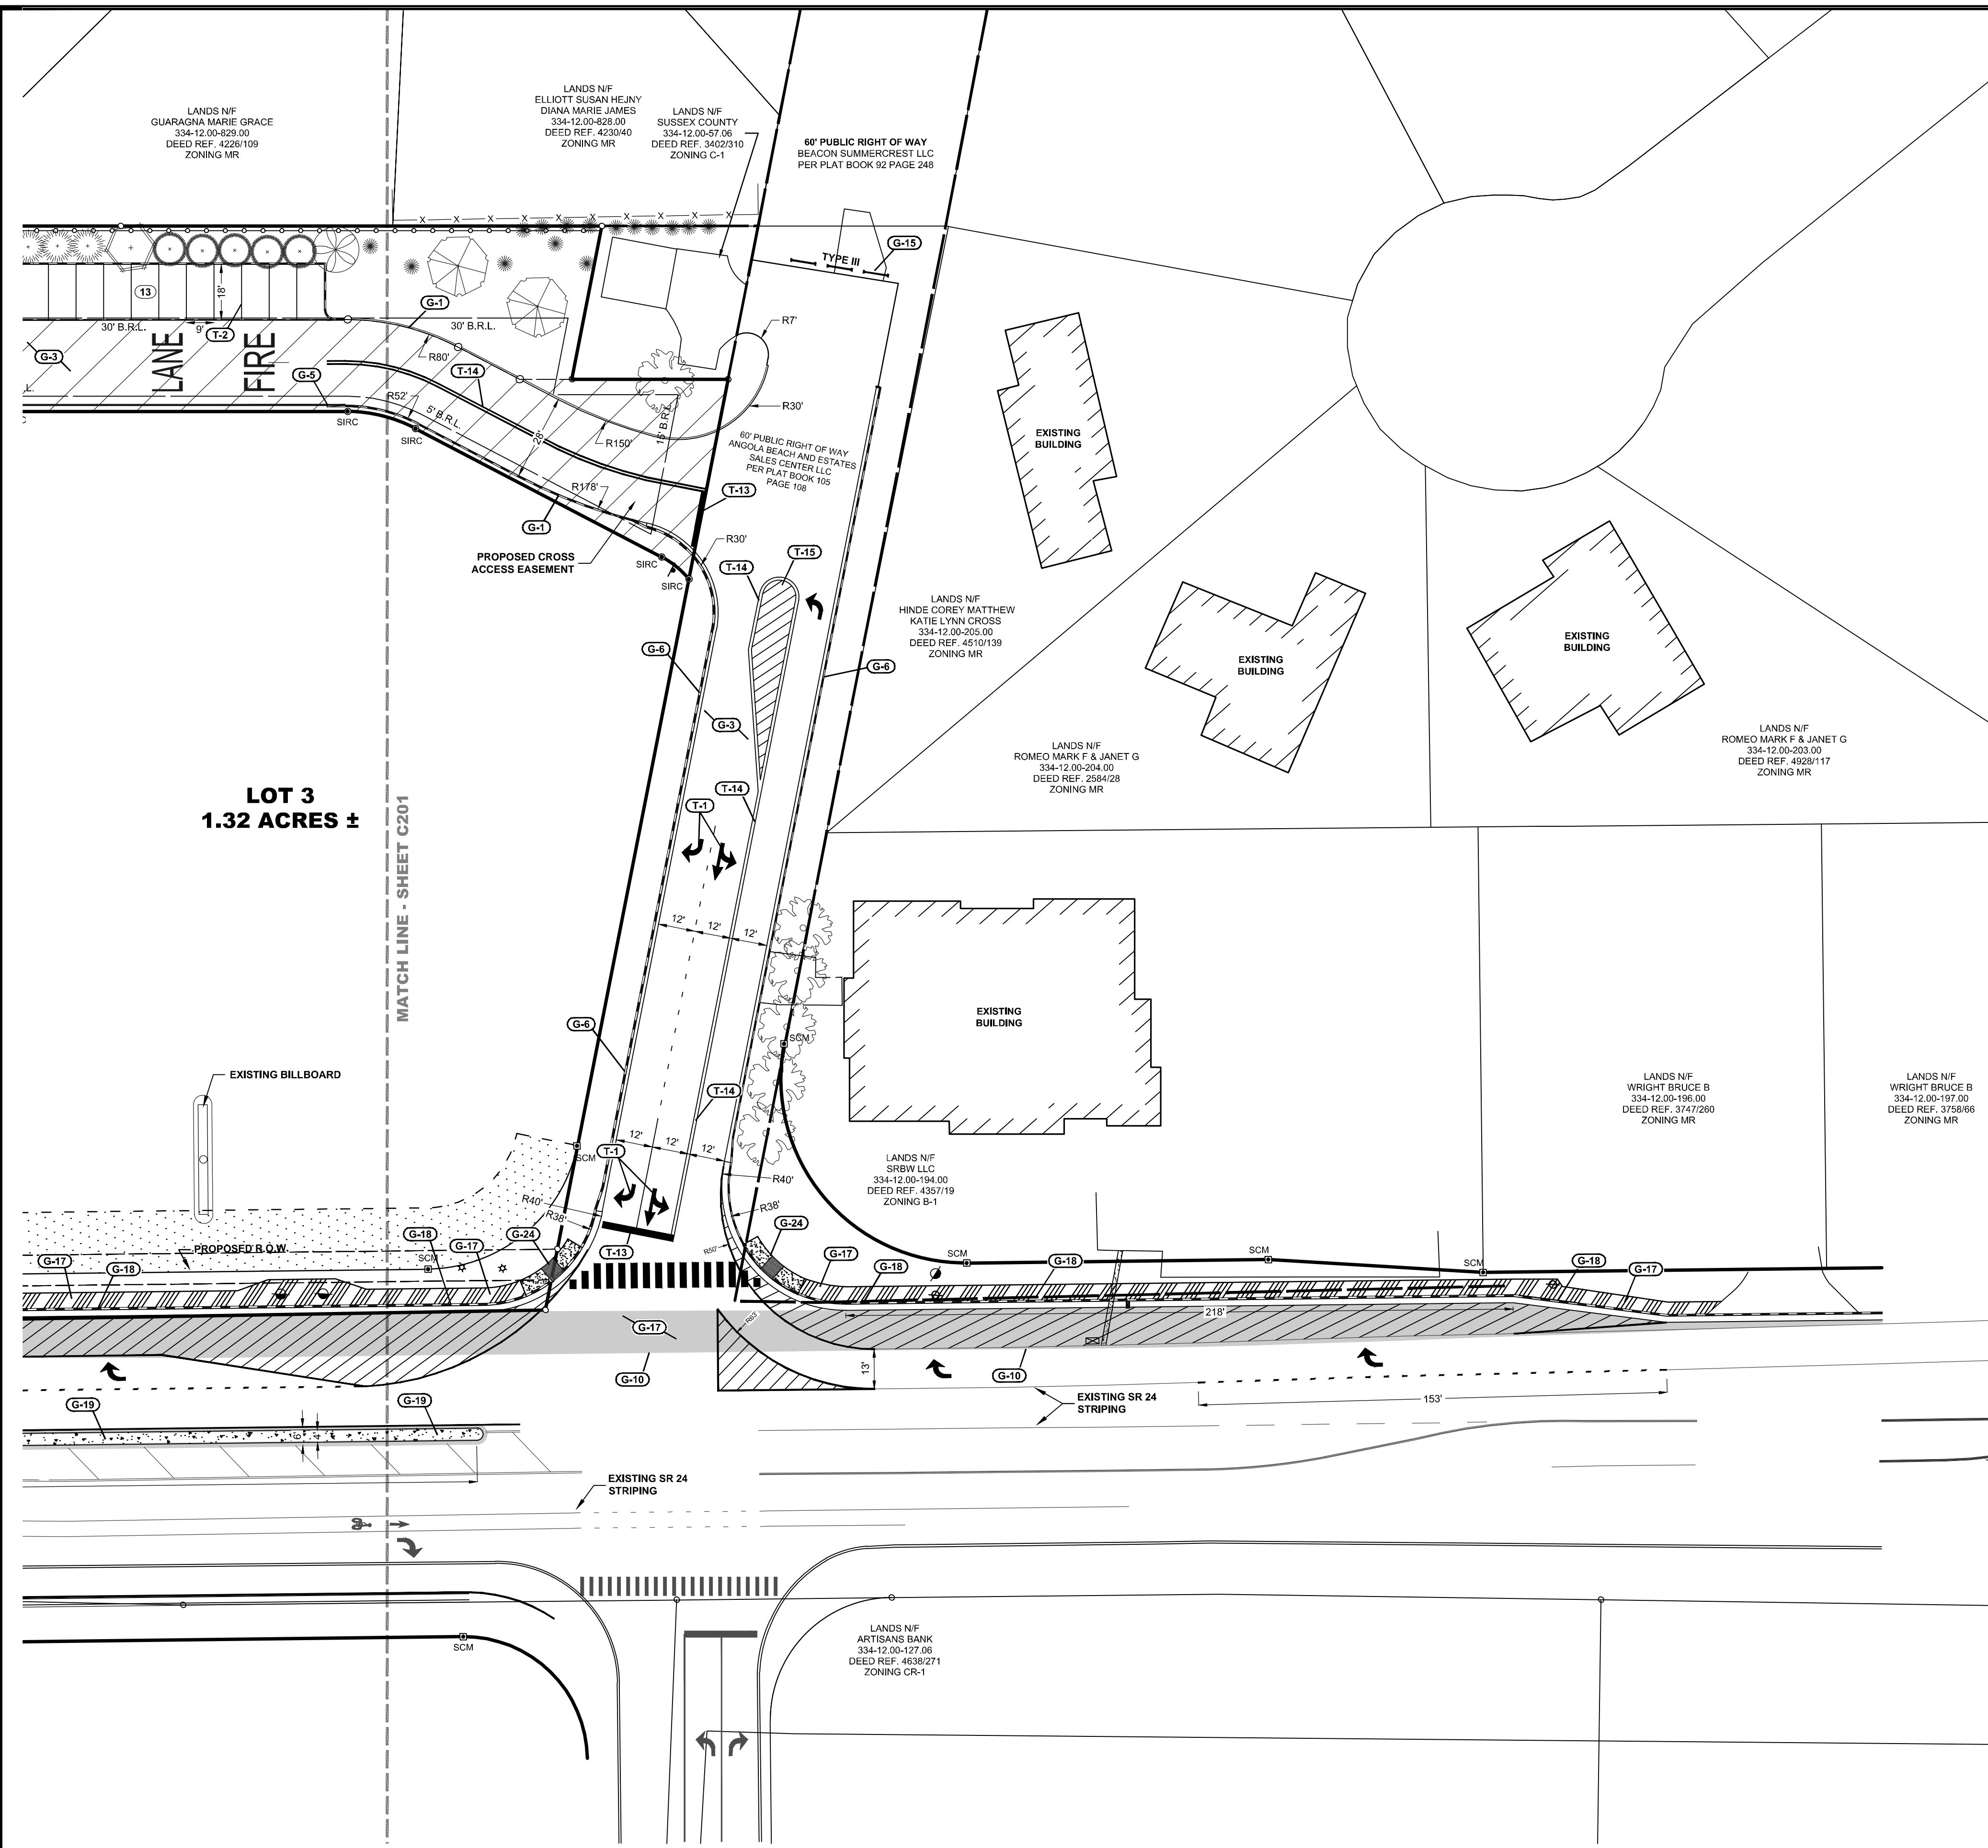 LANDS N/F
GUARAGNA MARIE GRACE
334-12.00-829.00
DEED REF. 4226/109
ZONING MR
LANDS N/F
ELLIOTT SUSAN HEJNY
DIANA MARIE JAMES
334-12.00-828.00
DEED REF. 4230/40
ZONING MR
LANDS N/F
SUSSEX COUNTY
334-12.00-57.06
DEED REF. 3402/310
ZONING C-1
60' PUBLIC RIGHT OF WAY
BEACON SUMMERCREST LLC
PER PLAT BOOK 92 PAGE 248
X X X X X X X X X X
G-15
TYPE III
13
18'
G-1
30' B.R.L.
9'
T-2
30' B.R.L.
R7'
G-3
LANE
FIRE
R80'
G-5
T-14
R52'
5' B.R.L.
28'
R150'
15' B.R.L.
R30'
SIRC
SIRC
60' PUBLIC RIGHT OF WAY
ANGOLA BEACH AND ESTATES
SALES CENTER LLC
PER PLAT BOOK 105
PAGE 108
R178'
T-13
G-1
PROPOSED CROSS
ACCESS EASEMENT
R30'
SIRC
SIRC
T-14
T-15
EXISTING
BUILDING
LANDS N/F
HINDE COREY MATTHEW
KATIE LYNN CROSS
334-12.00-205.00
DEED REF. 4510/139
ZONING MR
EXISTING
BUILDING
EXISTING
BUILDING
G-6
G-6
G-3
LANDS N/F
ROMEO MARK F & JANET G
334-12.00-204.00
DEED REF. 2584/28
ZONING MR
LANDS N/F
ROMEO MARK F & JANET G
334-12.00-203.00
DEED REF. 4928/117
ZONING MR
LOT 3
1.32 ACRES ±
MATCH LINE - SHEET C201
T-14
T-1
12'
12'
12'
EXISTING
BUILDING
G-6
SCM
EXISTING BILLBOARD
T-14
LANDS N/F
WRIGHT BRUCE B
334-12.00-196.00
DEED REF. 3747/260
ZONING MR
LANDS N/F
WRIGHT BRUCE B
334-12.00-197.00
DEED REF. 3758/66
ZONING MR
12'
12'
12'
SCM
T-1
R40'
R38'
R40'
R38'
LANDS N/F
SRBW LLC
334-12.00-194.00
DEED REF. 4357/19
ZONING B-1
PROPOSED R.O.W.
G-17
G-18
G-18
SCM
G-17
G-24
T-13
R50'
G-24
G-17
G-18
SCM
G-18
SCM
SCM
G-18
G-17
G-17
R63'
218'
G-10
13'
G-10
EXISTING SR 24
STRIPING
153'
G-19
G-19
6'
4'
EXISTING SR 24
STRIPING
SCM
LANDS N/F
ARTISANS BANK
334-12.00-127.06
DEED REF. 4638/271
ZONING CR-1